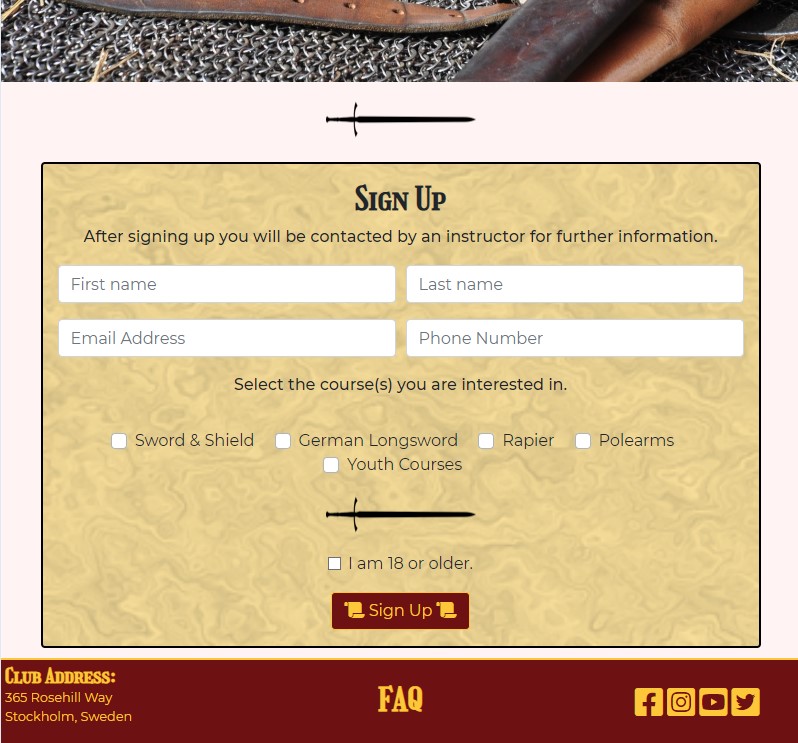 Sign Up
After signing up you will be contacted by an instructor for further information.
First name
Last name
Email Address
Phone Number
Select the course(s) you are interested in.
Sword & Shield
German Longsword
Rapier
Polearms
Youth Courses
I am 18 or older.
Sign Up
Club Address:
365 Rosehill Way
Stockholm, Sweden
FAQ